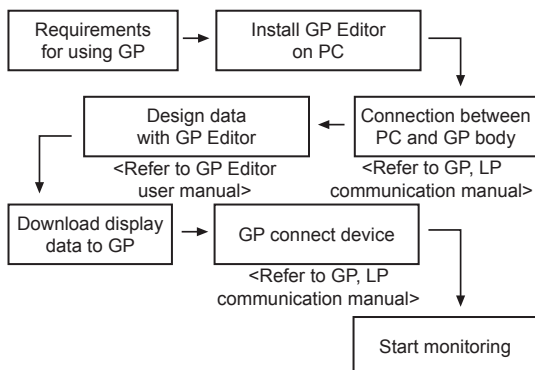 Requirements
for using GP
Install GP Editor
on PC
Connection between
PC and GP body
<Refer to GP, LP
communication manual>
Design data
with GP Editor
<Refer to GP Editor
user manual>
Download display
data to GP
GP connect device
<Refer to GP, LP
communication manual>
Start monitoring